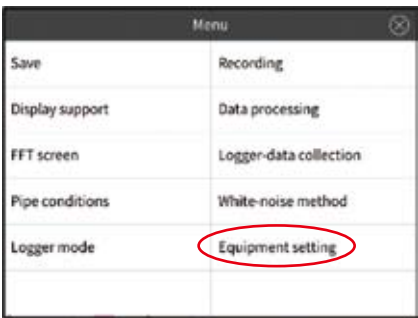 Menu
Save
Recording
Display support
Data processing
FFT screen
Logger-data collection
Pipe conditions
White-noise method
Logger mode
Equipment setting